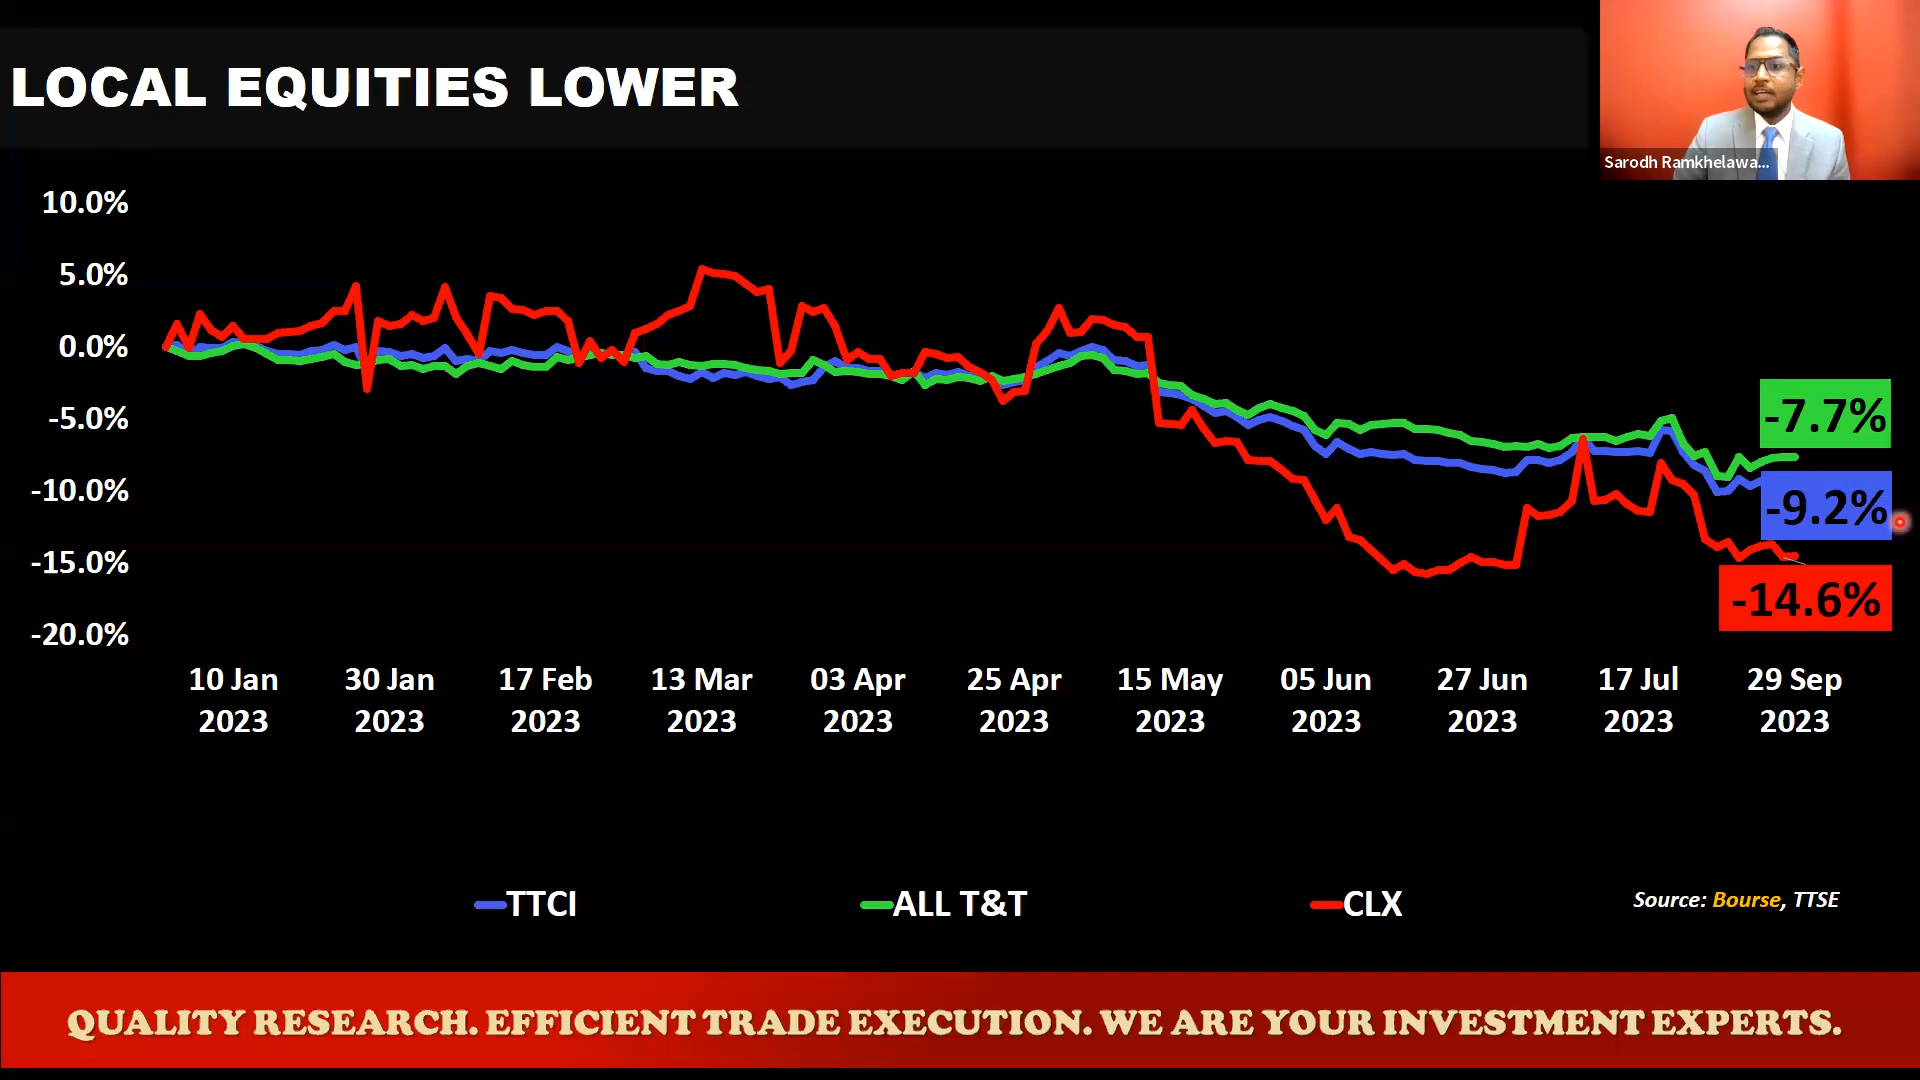 LOCAL EQUITIES LOWER
Sarodh Ramkhelawa...
10.0%
5.0%
0.0%
-5.0%
-10.0%
-15.0%
-20.0%
-7.7%
-9.2%
-14.6%
10 Jan 30 Jan 17 Feb 13 Mar 03 Apr 25 Apr 15 May 05 Jun 27 Jun 17 Jul 29 Sep
2023 2023 2023 2023 2023 2023 2023 2023 2023 2023 2023
TTCI ALL T&T CLX
Source: Bourse, TTSE
QUALITY RESEARCH. EFFICIENT TRADE EXECUTION. WE ARE YOUR INVESTMENT EXPERTS.